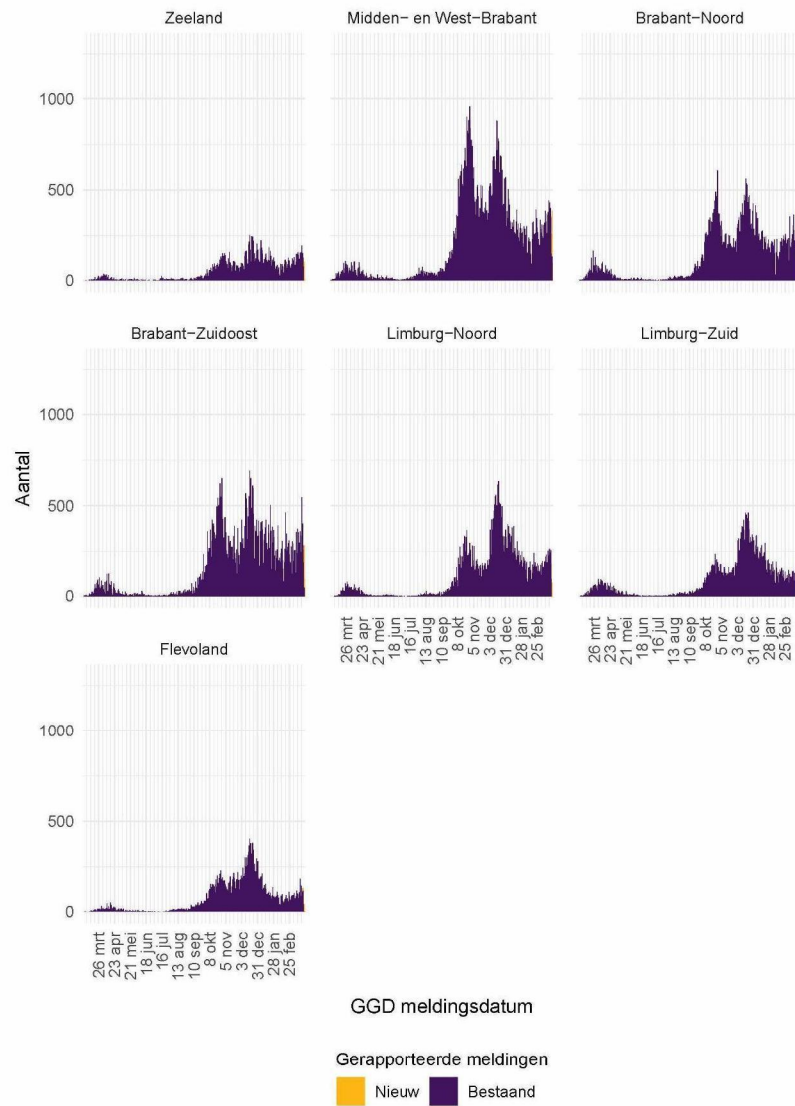 Zeeland
Midden- en West-Brabant
Brabant-Noord
1000
500
0
Brabant-Zuidoost
Limburg-Noord
Limburg-Zuid
1000
500
0
26 mrt
23 apr
21 mei
18 jun
16 jul
13 aug
10 sep
8 okt
5 nov
3 dec
31 dec
28 jan
25 feb
26 mrt
23 apr
21 mei
18 jun
16 jul
13 aug
10 sep
8 okt
5 nov
3 dec
31 dec
28 jan
25 feb
Flevoland
1000
500
0
26 mrt
23 apr
21 mei
18 jun
16 jul
13 aug
10 sep
8 okt
5 nov
3 dec
31 dec
28 jan
25 feb
Aantal
GGD meldingsdatum
Gerapporteerde meldingen
Nieuw
Bestaand